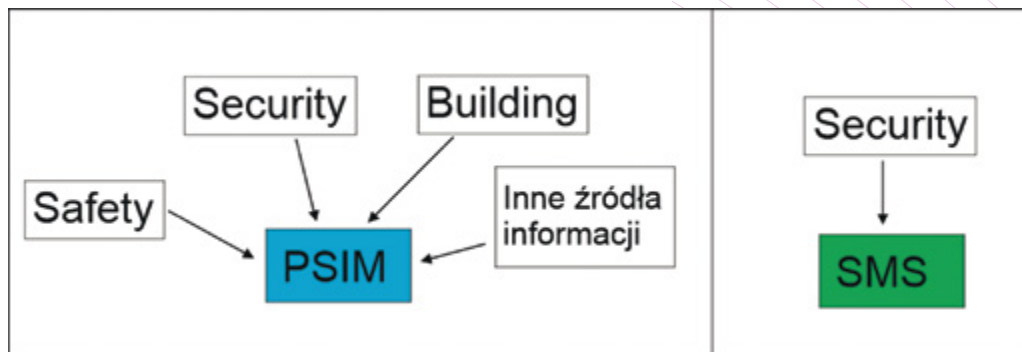 Security
Building
Safety
Inne źródła
informacji
PSIM
Security
SMS